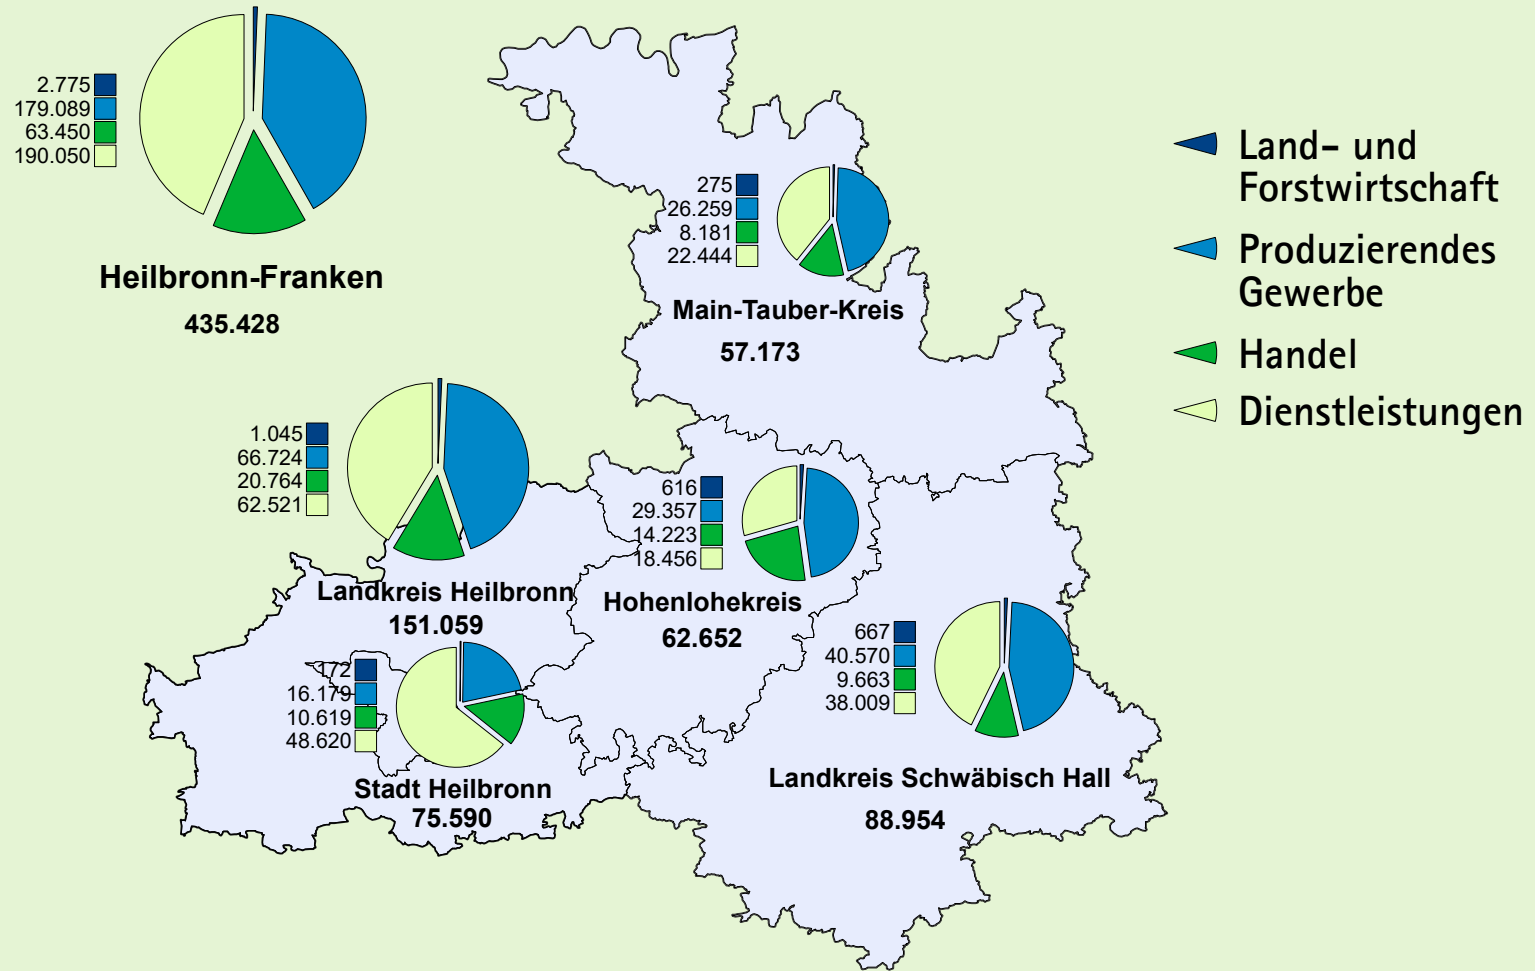 2.775
179.089
63.450
190.050
Heilbronn-Franken
435.428
275
26.259
8.181
22.444
Main-Tauber-Kreis
57.173
Land- und
Forstwirtschaft
Produzierendes
Gewerbe
Handel
Dienstleistungen
1.045
66.724
20.764
62.521
Landkreis Heilbronn
151.059
616
29.357
14.223
18.456
Hohenlohekreis
62.652
172
16.179
10.619
48.620
Stadt Heilbronn
75.590
667
40.570
9.663
38.009
Landkreis Schwäbisch Hall
88.954